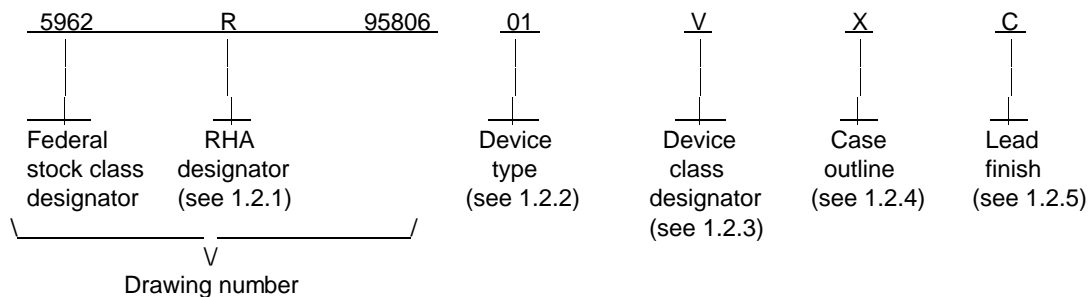 5962 R 95806 01 V X C
Federal RHA Device Device Case Lead
stock class designator type class outline finish
designator (see 1.2.1) (see 1.2.2) designator (see 1.2.4) (see 1.2.5)
(see 1.2.3)
Drawing number